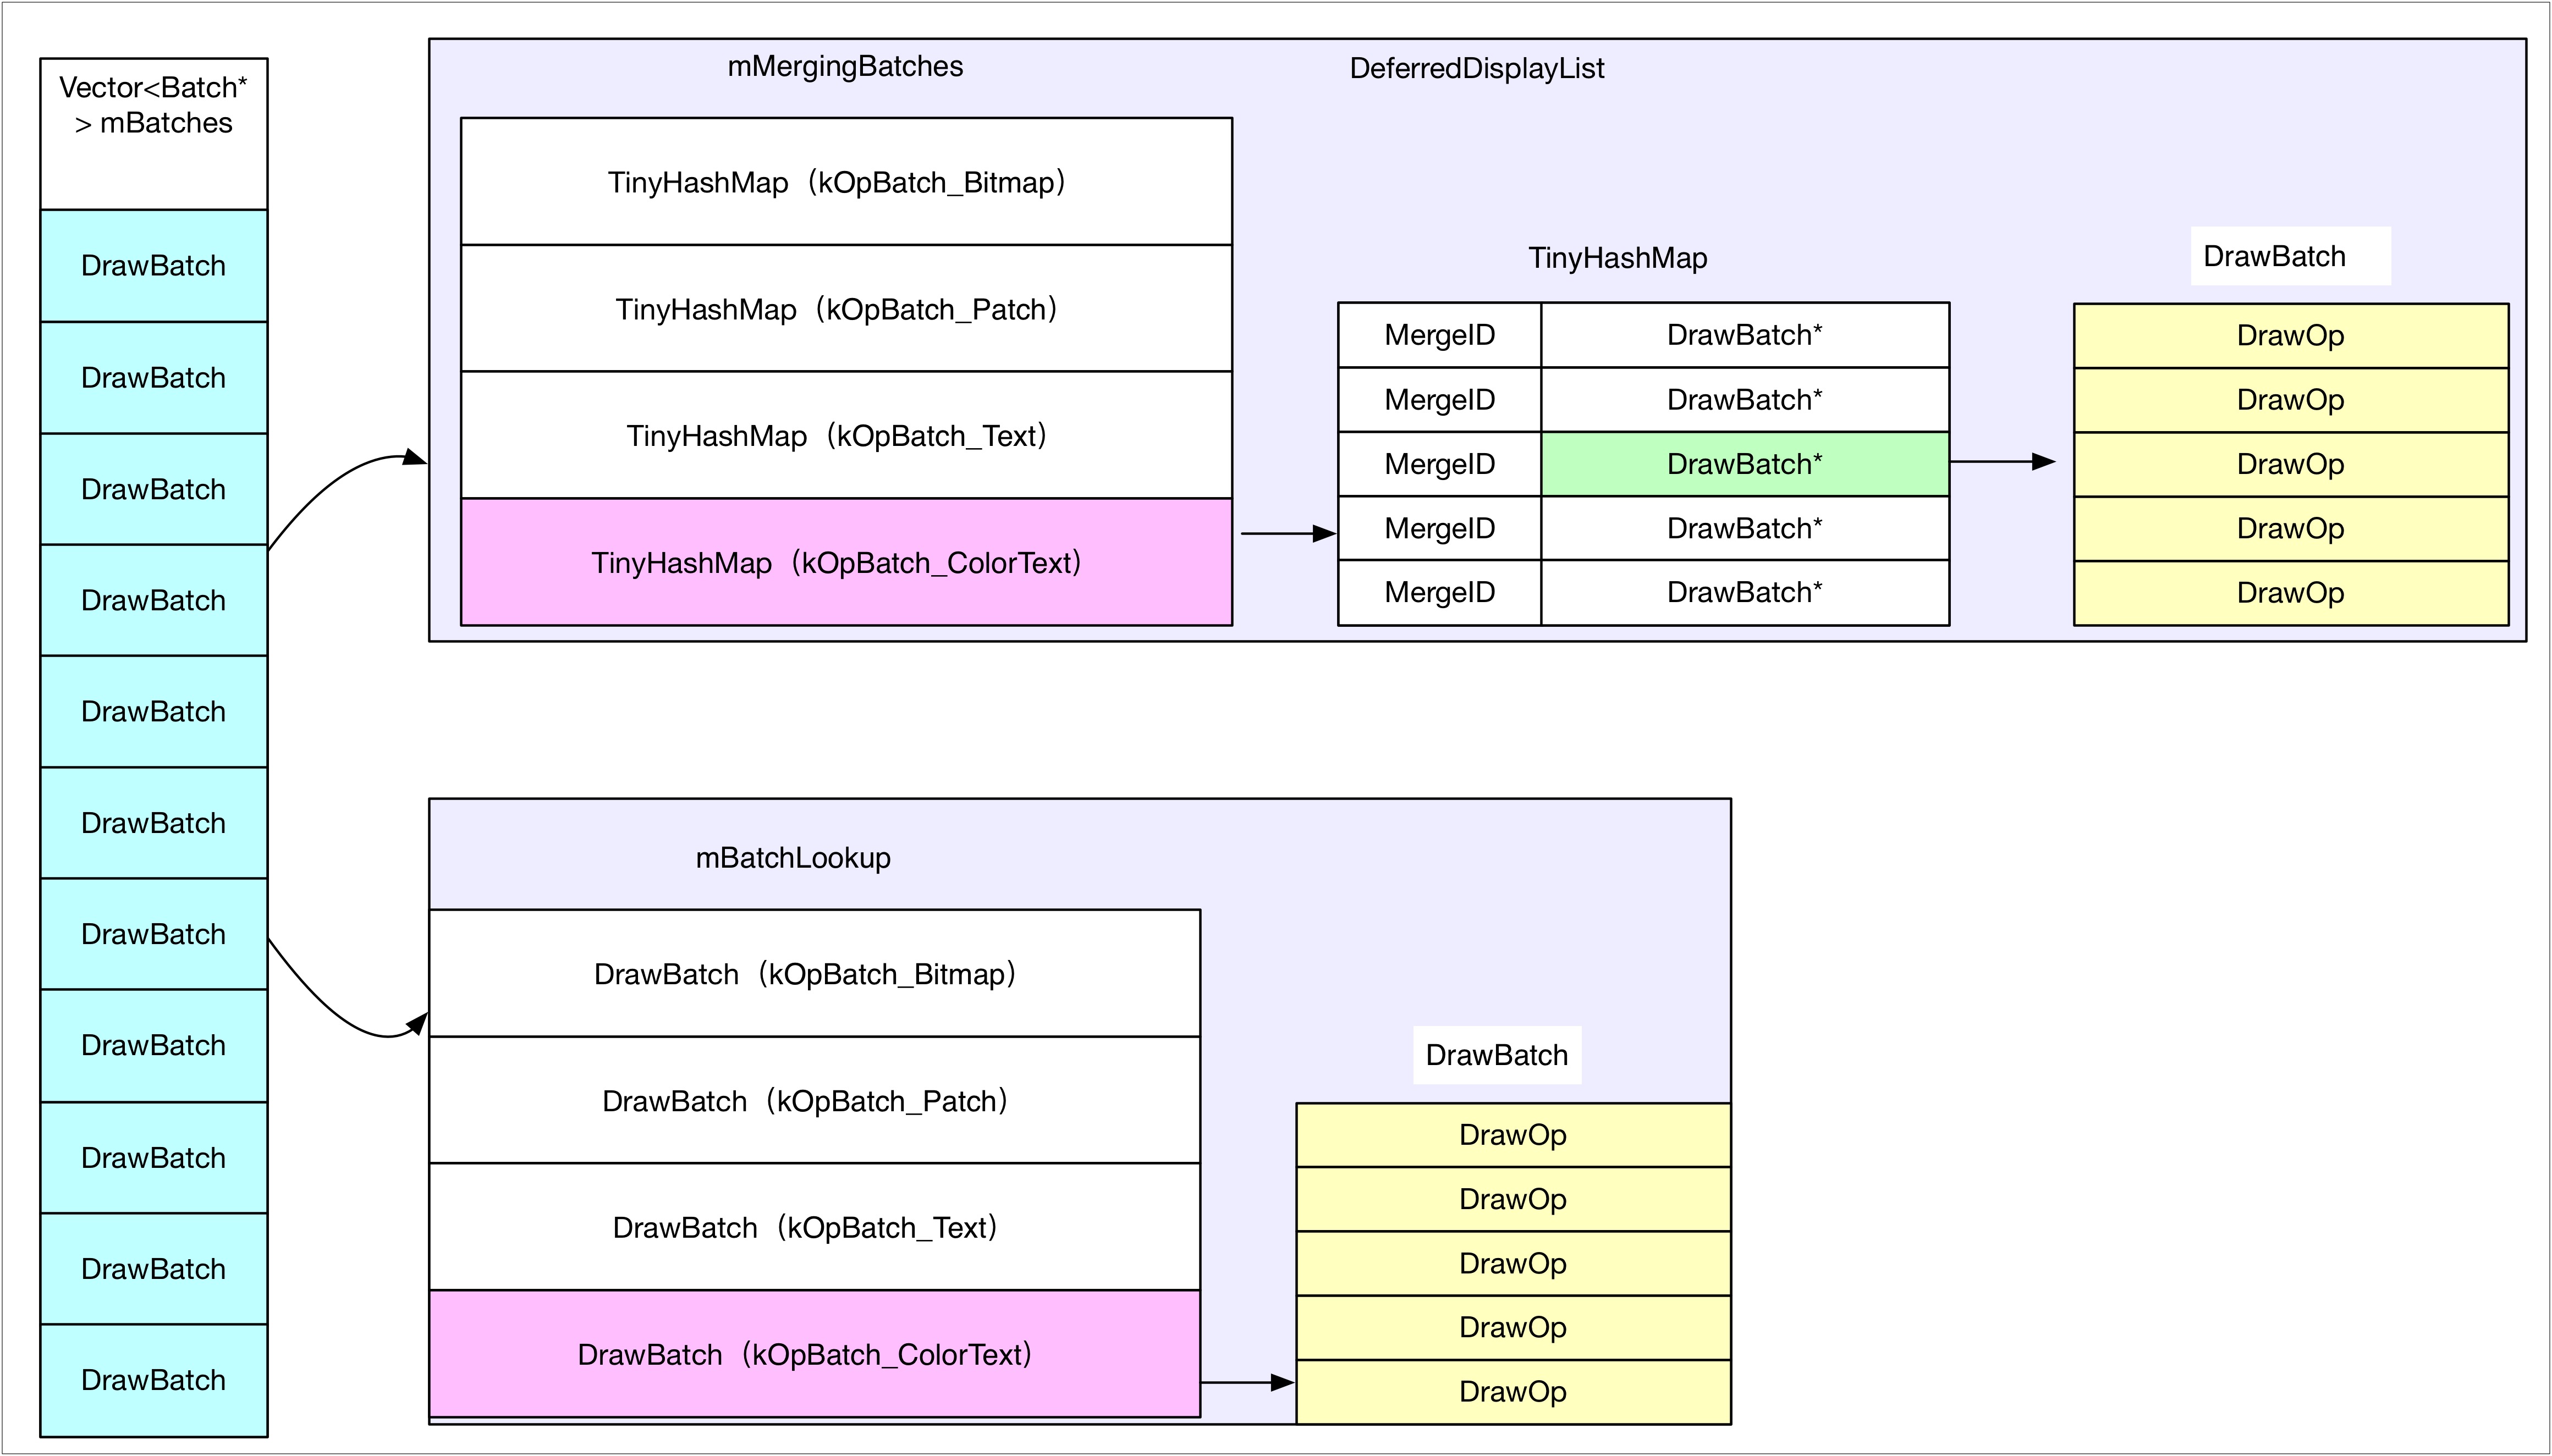 Vector<Batch*
> mBatches
DrawBatch
DrawBatch
DrawBatch
DrawBatch
DrawBatch
DrawBatch
DrawBatch
DrawBatch
DrawBatch
DrawBatch
DrawBatch
mMergingBatches
DeferredDisplayList
TinyHashMap（kOpBatch_Bitmap）
TinyHashMap（kOpBatch_Patch）
TinyHashMap（kOpBatch_Text）
TinyHashMap（kOpBatch_ColorText）
TinyHashMap
MergeID DrawBatch*
MergeID DrawBatch*
MergeID DrawBatch*
MergeID DrawBatch*
MergeID DrawBatch*
DrawBatch
DrawOp
DrawOp
DrawOp
DrawOp
DrawOp
mBatchLookup
DrawBatch（kOpBatch_Bitmap）
DrawBatch（kOpBatch_Patch）
DrawBatch（kOpBatch_Text）
DrawBatch（kOpBatch_ColorText）
DrawBatch
DrawOp
DrawOp
DrawOp
DrawOp
DrawOp